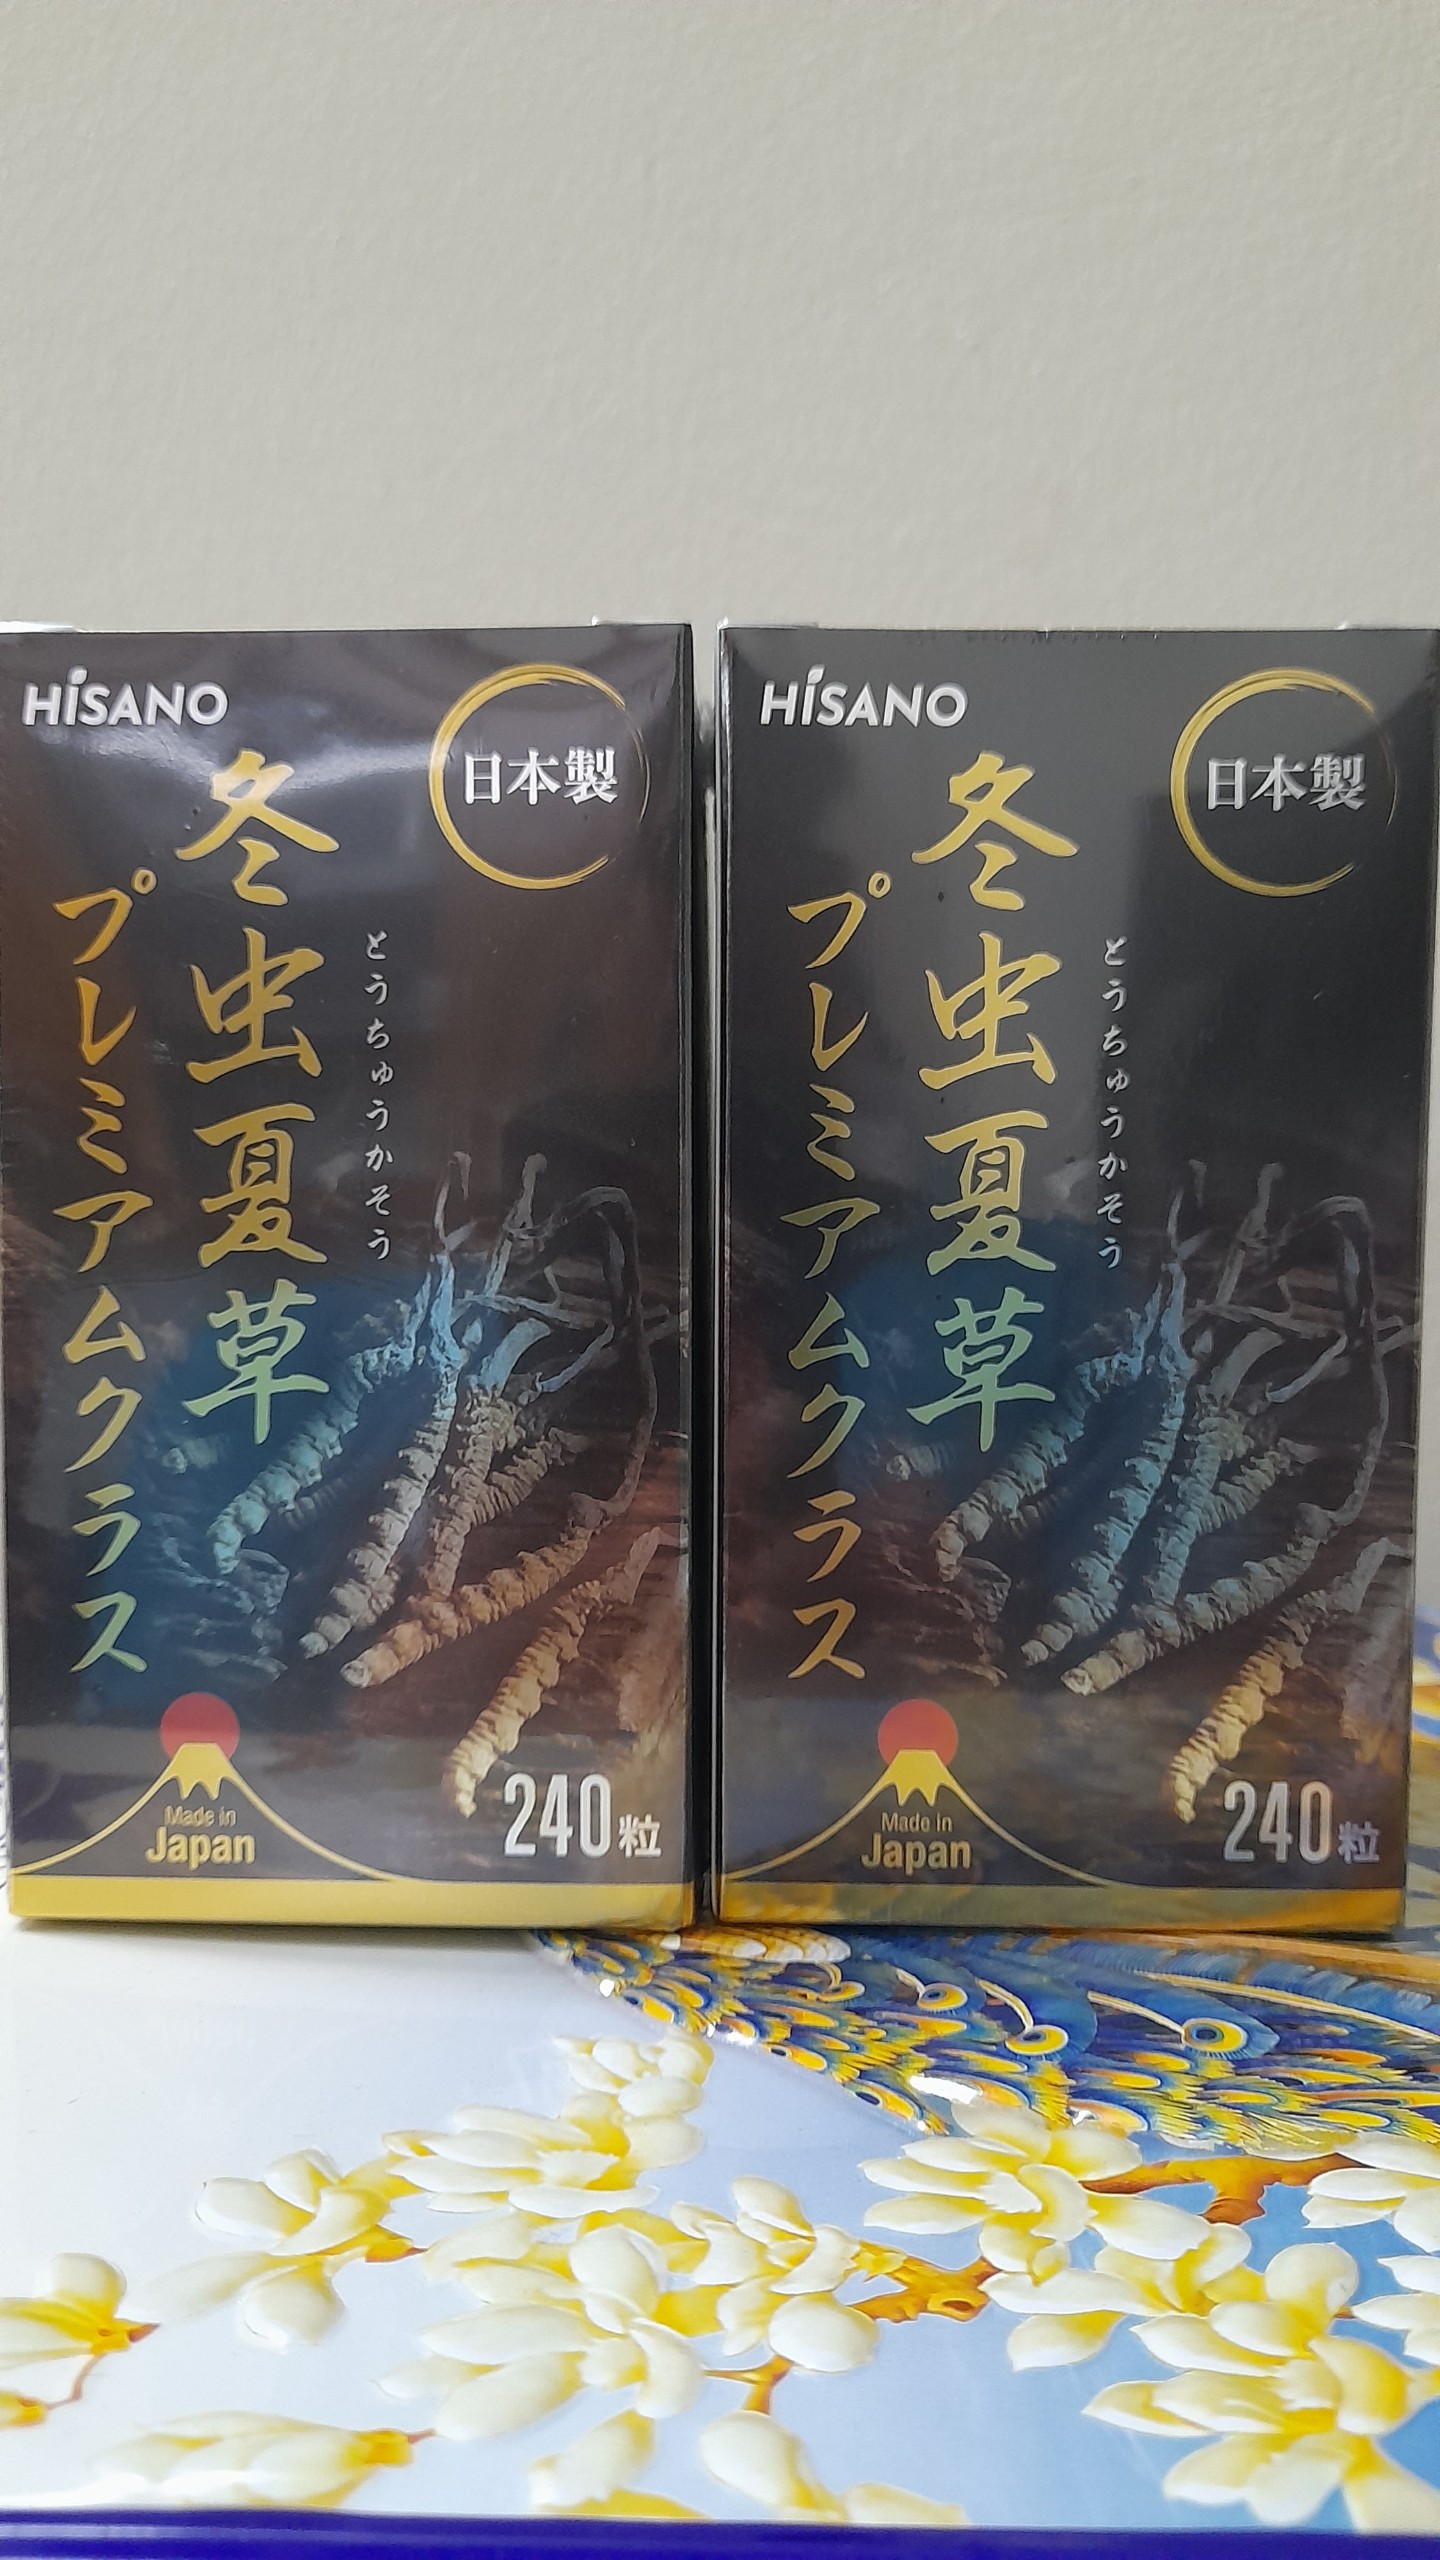 HiSANO
日本製
とうちゅうかそう
冬虫夏草
プレミアムクラス
Made in
Japan
240粒
HiSANO
日本製
とうちゅうかそう
冬虫夏草
プレミアムクラス
Made in
Japan
240粒